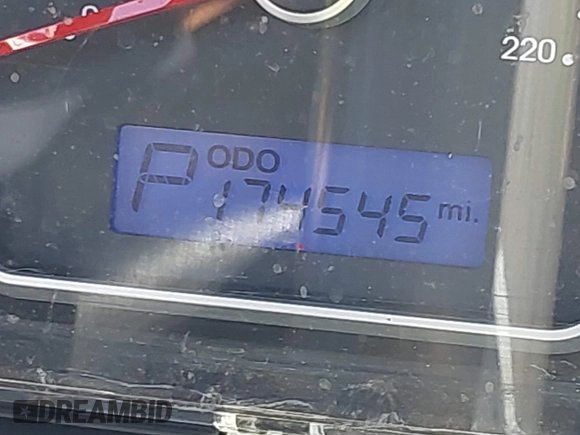 220
ODO
P 174545 mi.
DREAMBID